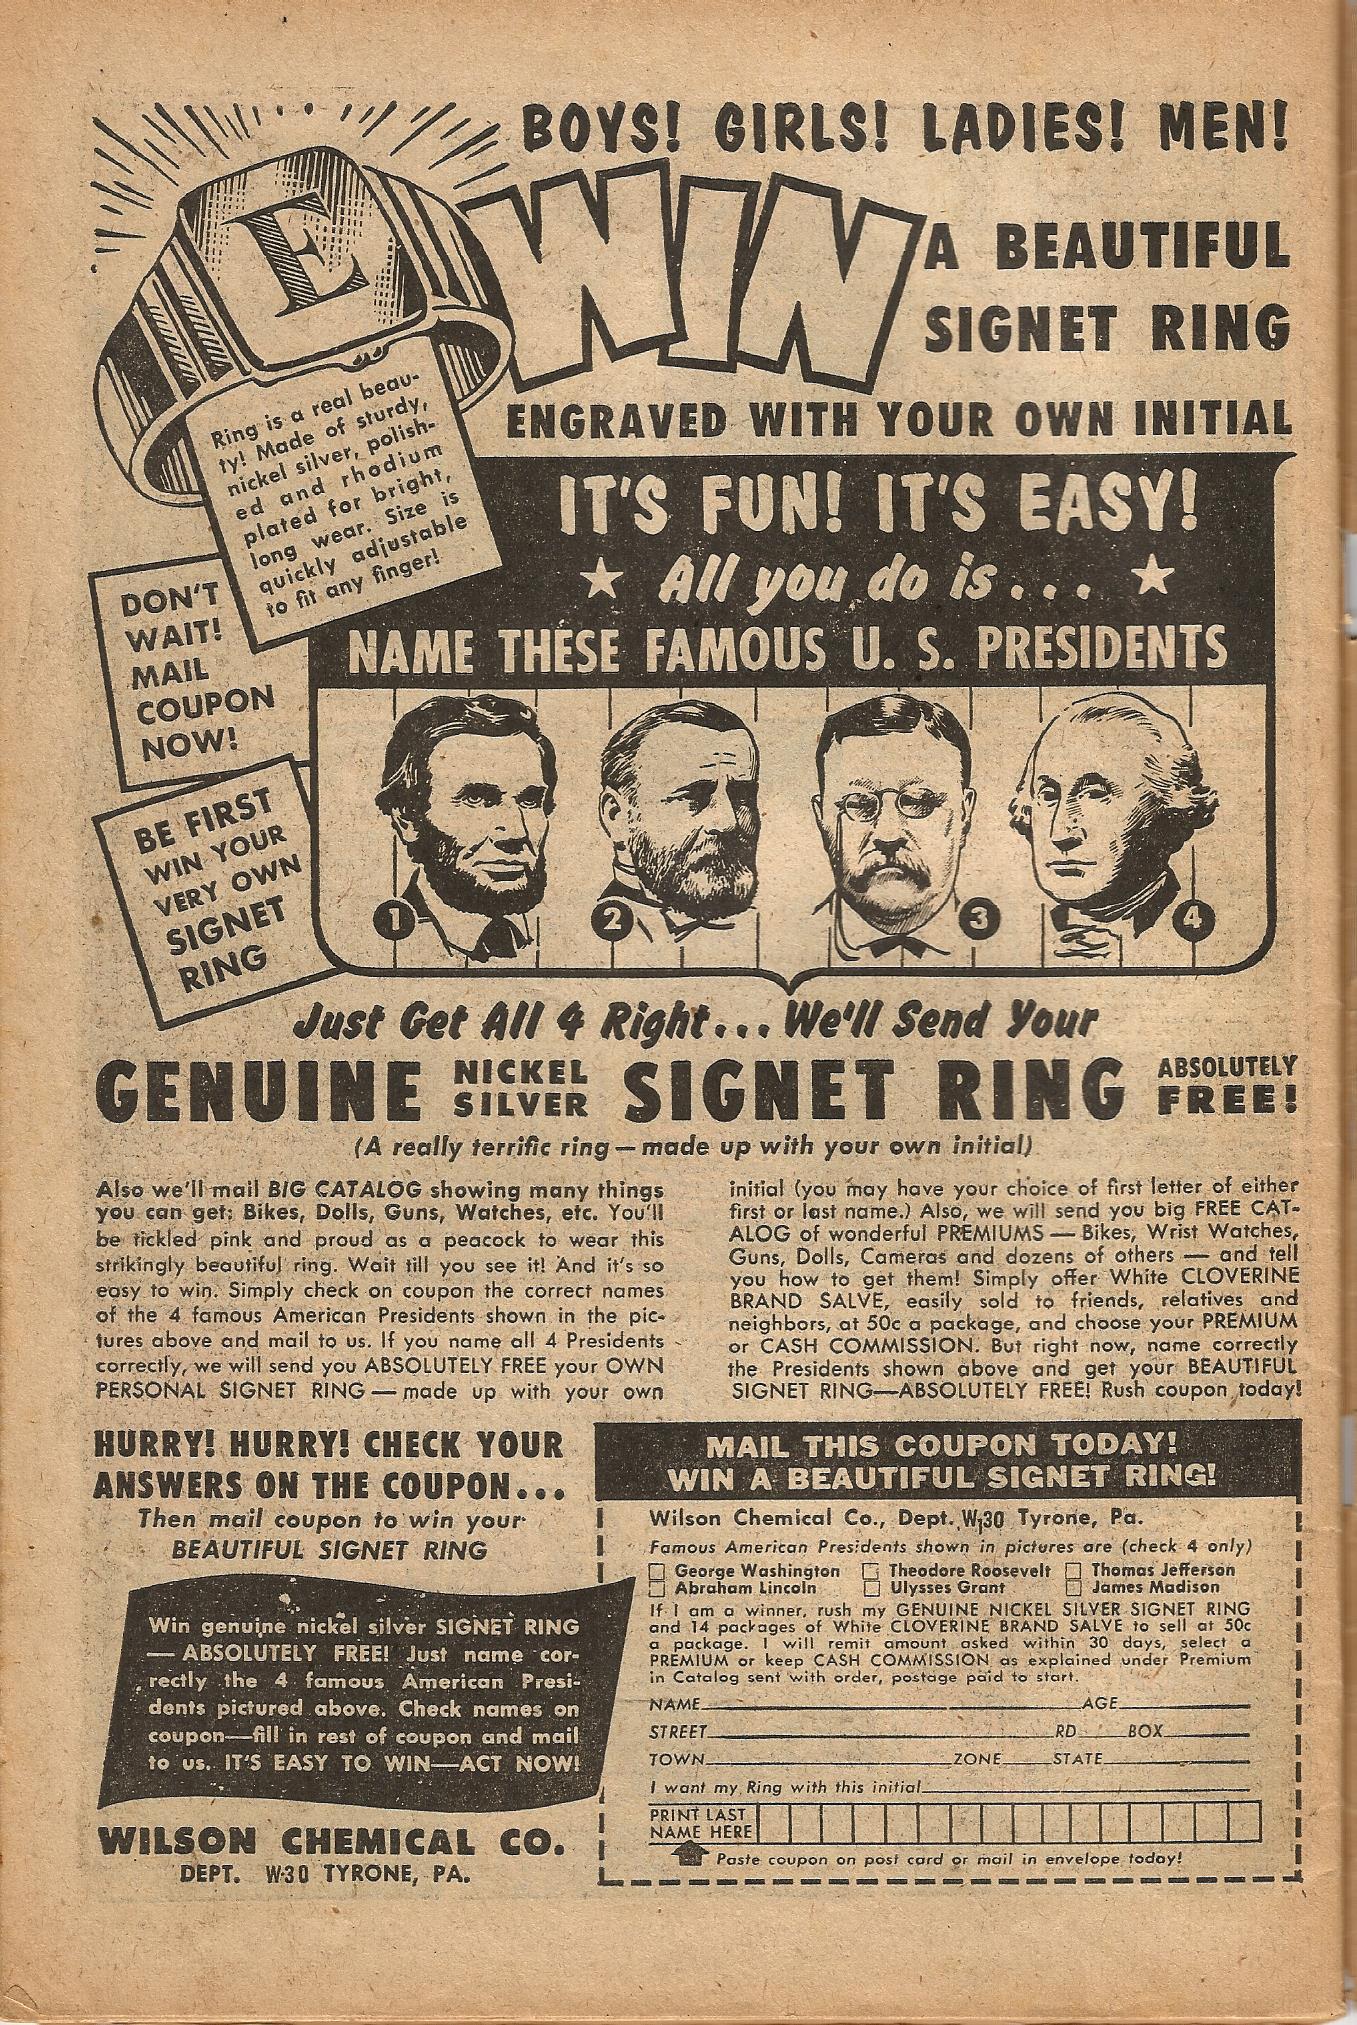 BOYS! GIRLS! LADIES! MEN!
E
WIN
A BEAUTIFUL
SIGNET RING
ENGRAVED WITH YOUR OWN INITIAL
Ring is a real beau-
ty! Made of sturdy,
nickel silver, polish-
ed and rhodium
plated for bright,
long wear. Size is
quickly adjustable
to fit any finger!
IT'S FUN! IT'S EASY!
All you do is...
NAME THESE FAMOUS U. S. PRESIDENTS
DON'T
WAIT!
MAIL
COUPON
NOW!
BE FIRST
WIN YOUR
VERY OWN
SIGNET
RING
1
2
3
4
Just Get All 4 Right... We'll Send Your
GENUINE NICKEL SILVER SIGNET RING ABSOLUTELY FREE!
(A really terrific ring—made up with your own initial)
Also we'll mail BIG CATALOG showing many things
you can get: Bikes, Dolls, Guns, Watches, etc. You'll
be tickled pink and proud as a peacock to wear this
strikingly beautiful ring. Wait till you see it! And it's so
easy to win. Simply check on coupon the correct names
of the 4 famous American Presidents shown in the pic-
tures above and mail to us. If you name all 4 Presidents
correctly, we will send you ABSOLUTELY FREE your OWN
PERSONAL SIGNET RING—made up with your own
initial (you may have your choice of first letter of either
first or last name.) Also, we will send you big FREE CAT-
ALOG of wonderful PREMIUMS — Bikes, Wrist Watches,
Guns, Dolls, Cameras and dozens of others — and tell
you how to get them! Simply offer White CLOVERINE
BRAND SALVE, easily sold to friends, relatives and
neighbors, at 50c a package, and choose your PREMIUM
or CASH COMMISSION. But right now, name correctly
the Presidents shown above and get your BEAUTIFUL
SIGNET RING—ABSOLUTELY FREE! Rush coupon today!
HURRY! HURRY! CHECK YOUR
ANSWERS ON THE COUPON...
Then mail coupon to win your
BEAUTIFUL SIGNET RING
Win genuine nickel silver SIGNET RING
— ABSOLUTELY FREE! Just name cor-
rectly the 4 famous American Presi-
dents pictured above. Check names on
coupon—fill in rest of coupon and mail
to us. IT'S EASY TO WIN—ACT NOW!
WILSON CHEMICAL CO.
DEPT. W-30 TYRONE, PA.
MAIL THIS COUPON TODAY!
WIN A BEAUTIFUL SIGNET RING!
Wilson Chemical Co., Dept. W-30 Tyrone, Pa.
Famous American Presidents shown in pictures are (check 4 only)
George Washington Theodore Roosevelt Thomas Jefferson
Abraham Lincoln Ulysses Grant James Madison
If I am a winner, rush my GENUINE NICKEL SILVER SIGNET RING
and 14 packages of White CLOVERINE BRAND SALVE to sell at 50c
a package. I will remit amount asked within 30 days, select a
PREMIUM or keep CASH COMMISSION as explained under Premium
in Catalog sent with order, postage paid to start.
NAME AGE
STREET RD BOX
TOWN ZONE STATE
I want my Ring with this initial
PRINT LAST
NAME HERE
Paste coupon on post card or mail in envelope today!